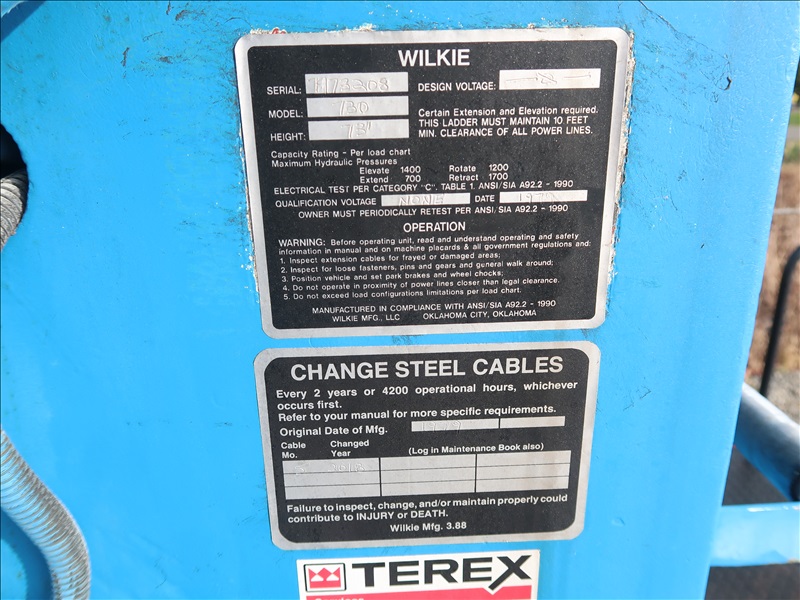 WILKIE
SERIAL:
DESIGN VOLTAGE:
MODEL:
HEIGHT: 73'
Certain Extension and Elevation required.
THIS LADDER MUST MAINTAIN 10 FEET
MIN. CLEARANCE OF ALL POWER LINES.
Capacity Rating - Per load chart
Maximum Hydraulic Pressures
Elevate 1400 Rotate 1200
Extend 700 Retract 1700
ELECTRICAL TEST PER CATEGORY "C". TABLE 1. ANSI/SIA A92.2 - 1990
QUALIFICATION VOLTAGE NONE DATE
OWNER MUST PERIODICALLY RETEST PER ANSI/SIA A92.2 - 1990
OPERATION
WARNING: Before operating unit, read and understand operating and safety
information in manual and on machine placards & all government regulations and:
1. Inspect extension cables for frayed or damaged areas;
2. Inspect for loose fasteners, pins and gears and general walk around;
3. Position vehicle and set park brakes and wheel chocks;
4. Do not operate in proximity of power lines closer than legal clearance.
5. Do not exceed load configurations limitations per load chart.
MANUFACTURED IN COMPLIANCE WITH ANSI/SIA A92.2 - 1990
WILKIE MFG., LLC OKLAHOMA CITY, OKLAHOMA
CHANGE STEEL CABLES
Every 2 years or 4200 operational hours, whichever
occurs first.
Refer to your manual for more specific requirements.
Original Date of Mfg.
Cable Changed
Mo. Year (Log in Maintenance Book also)
Failure to inspect, change, and/or maintain properly could
contribute to INJURY or DEATH.
Wilkie Mfg. 3.88
TEREX